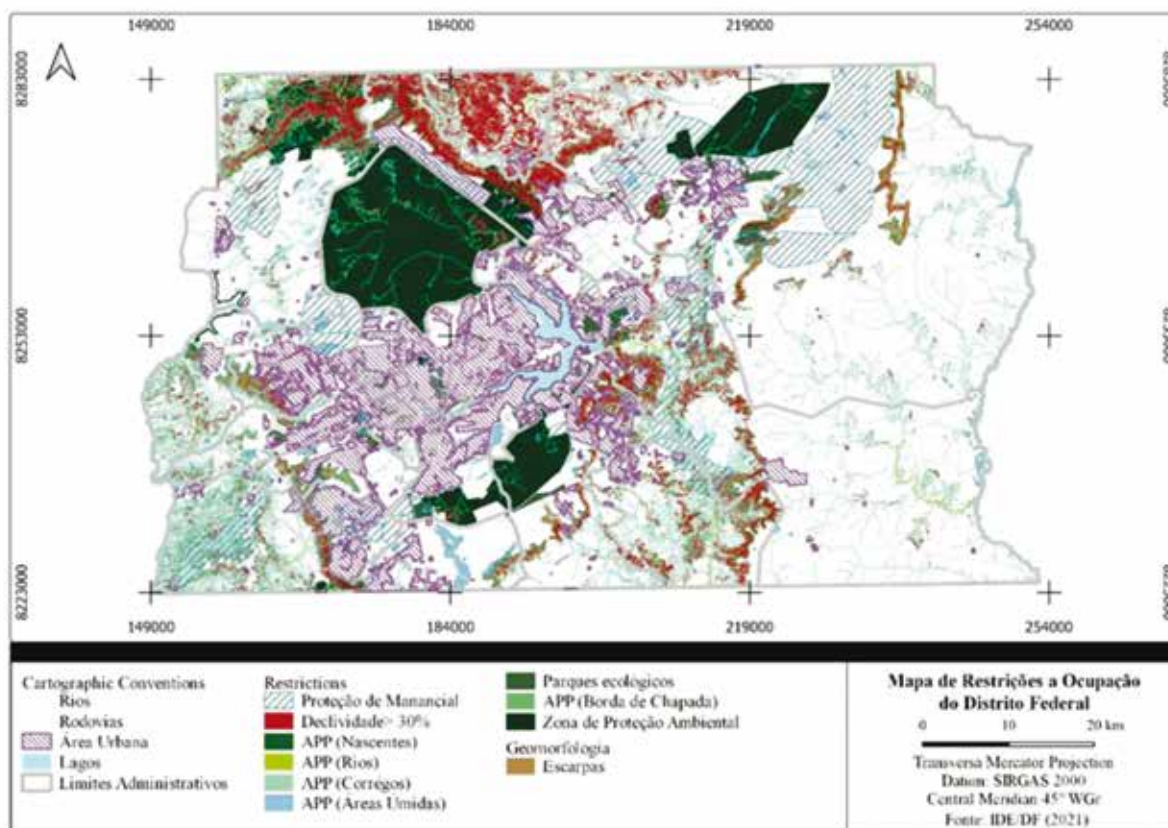 149000 184000 219000 254000
8283000
8253000
8223000
149000 184000 219000 254000
Cartographic Conventions
Rios
Rodovias
Área Urbana
Lagos
Limites Administrativos
Restrictions
Proteção de Manancial
Declividade> 30%
APP (Nascentes)
APP (Rios)
APP (Corrégos)
APP (Áreas Umidas)
Parques ecológicos
APP (Borda de Chapada)
Zona de Proteção Ambiental
Geomorfologia
Escarpas
Mapa de Restrições a Ocupação
do Distrito Federal
0 10 20 km
Transversa Mercator Projection
Datum: SIRGAS 2000
Central Meridian 45° WGr
Fonte: IDE/DF (2021)